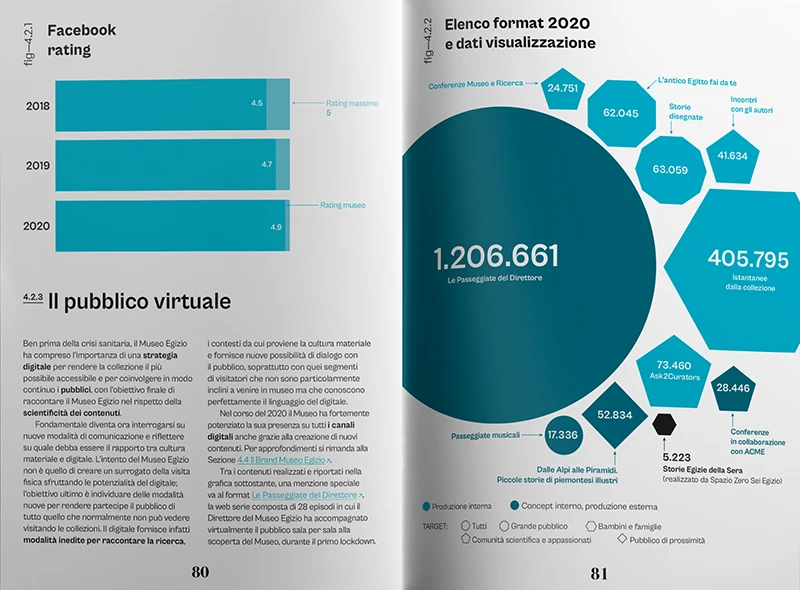 fig—4.2.1
Facebook
rating
2018
4.5
Rating massimo
5
2019
4.7
2020
4.9
Rating museo
4.2.3 Il pubblico virtuale
Ben prima della crisi sanitaria, il Museo Egizio
ha compreso l'importanza di una strategia
digitale per rendere la collezione il più
possibile accessibile e per coinvolgere in modo
continuo i pubblici, con l'obiettivo finale di
raccontare il Museo Egizio nel rispetto della
scientificità dei contenuti.
Fondamentale diventa ora interrogarsi su
nuove modalità di comunicazione e riflettere
su quale debba essere il rapporto tra cultura
materiale e digitale. L'intento del Museo Egizio
non è quello di creare un surrogato della visita
fisica sfruttando le potenzialità del digitale;
l'obiettivo ultimo è individuare delle modalità
nuove per rendere partecipe il pubblico di
tutto quello che normalmente non può vedere
visitando le collezioni. Il digitale fornisce infatti
modalità inedite per raccontare la ricerca,
i contesti da cui proviene la cultura materiale
e fornisce nuove possibilità di dialogo con
il pubblico, soprattutto con quei segmenti
di visitatori che non sono particolarmente
inclini a venire in museo ma che conoscono
perfettamente il linguaggio del digitale.
Nel corso del 2020 il Museo ha fortemente
potenziato la sua presenza su tutti i canali
digitali anche grazie alla creazione di nuovi
contenuti. Per approfondimenti si rimanda alla
Sezione 4.4 Il Brand Museo Egizio↗.
Tra i contenuti realizzati e riportati nella
grafica sottostante, una menzione speciale
va al format Le Passeggiate del Direttore↗,
la web serie composta di 28 episodi in cui il
Direttore del Museo Egizio ha accompagnato
virtualmente il pubblico sala per sala alla
scoperta del Museo, durante il primo lockdown.
80
fig—4.2.2
Elenco format 2020
e dati visualizzazione
Conferenze Museo e Ricerca
24.751
L'antico Egitto fai da te
62.045
Storie
disegnate
63.059
Incontri
con gli autori
41.634
1.206.661
Le Passeggiate del Direttore
405.795
Istantanee
dalla collezione
73.460
Ask2Curators
28.446
Conferenze
in collaborazione
con ACME
52.834
Dalle Alpi alle Piramidi.
Piccole storie di piemontesi illustri
Passeggiate musicali
17.336
5.223
Storie Egizie della Sera
(realizzato da Spazio Zero Sei Egizio)
Produzione interna
Concept interno, produzione esterna
TARGET:
Tutti
Grande pubblico
Bambini e famiglie
Comunità scientifica e appassionati
Pubblico di prossimità
81